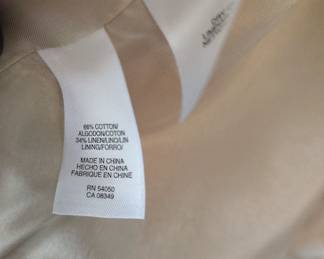 66% COTTON/
ALGODON/COTON
34% LINEN/LINO/LIN
LINING/FORRO/
MADE IN CHINA
HECHO EN CHINA
FABRIQUE EN CHINE
RN 54050
CA 08349